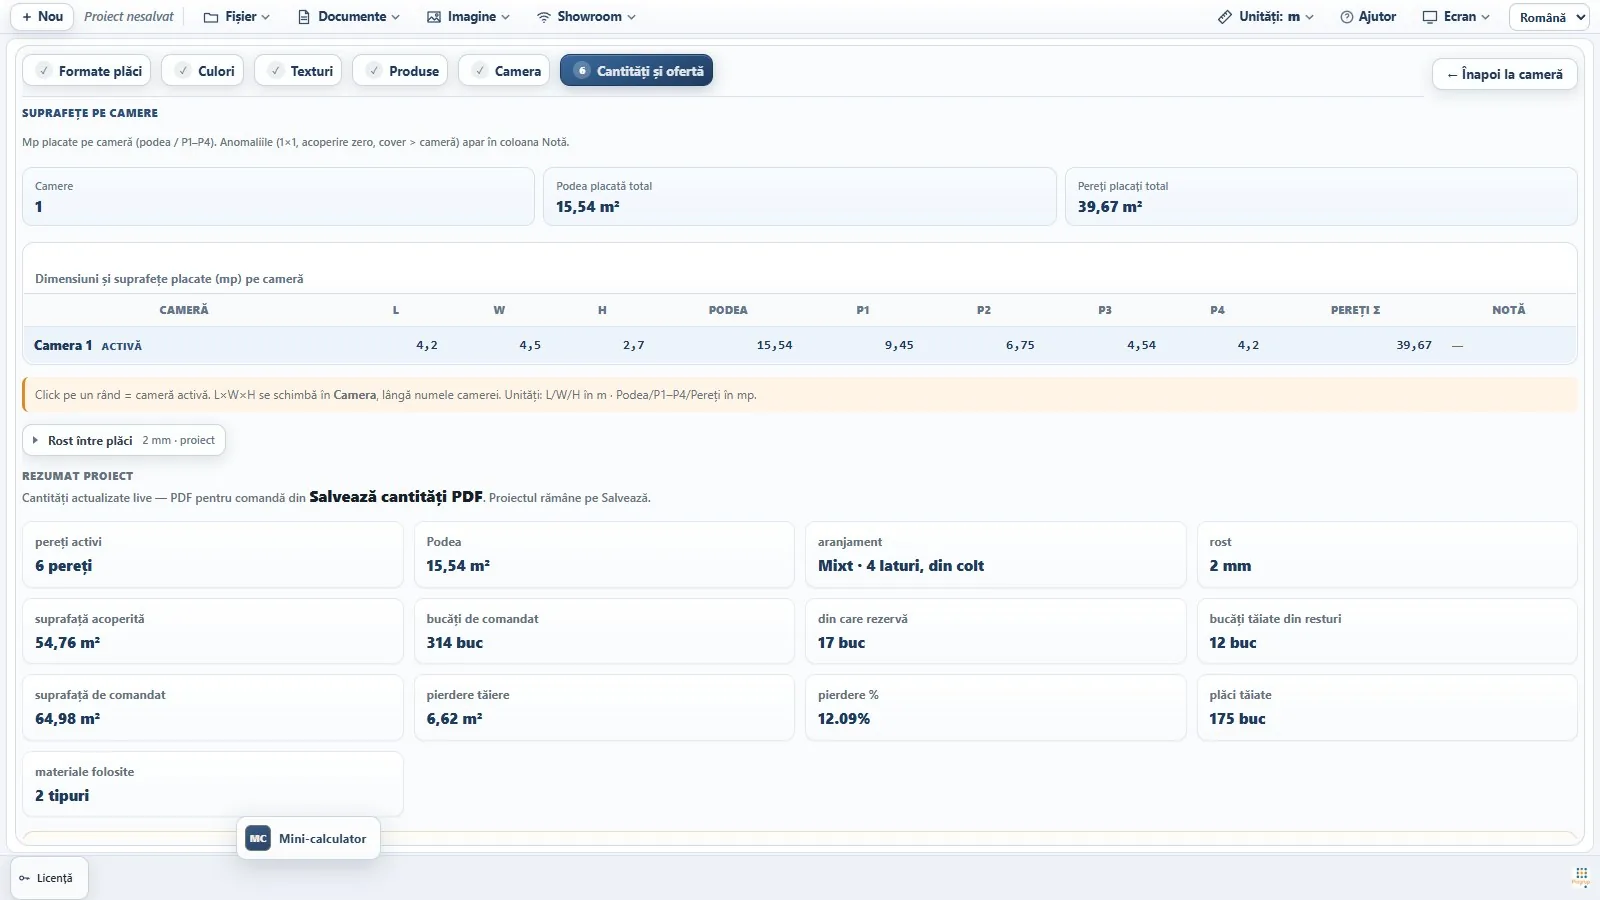 + Nou Proiect nesalvat Fișier Documente Imagine Showroom Unități: m Ajutor Ecran Română
✓ Formate plăci ✓ Culori ✓ Texturi ✓ Produse ✓ Camera 6 Cantități și ofertă ← Înapoi la cameră
SUPRAFEȚE PE CAMERE
Mp placate pe cameră (podea / P1–P4). Anomaliile (1×1, acoperire zero, cover > cameră) apar în coloana Notă.
Camere Podea placată total Pereți placați total
1 15,54 m² 39,67 m²
Dimensiuni și suprafețe placate (mp) pe cameră
CAMERĂ L W H PODEA P1 P2 P3 P4 PEREȚI Σ NOTĂ
Camera 1 ACTIVĂ 4,2 4,5 2,7 15,54 9,45 6,75 4,54 4,2 39,67 —
Click pe un rând = cameră activă. L×W×H se schimbă în Camera, lângă numele camerei. Unități: L/W/H în m · Podea/P1–P4/Pereți în mp.
Rost între plăci 2 mm · proiect
REZUMAT PROIECT
Cantități actualizate live — PDF pentru comandă din Salvează cantități PDF. Proiectul rămâne pe Salvează.
pereți activi Podea aranjament rost
6 pereți 15,54 m² Mixt · 4 laturi, din colt 2 mm
suprafață acoperită bucăți de comandat din care rezervă bucăți tăiate din resturi
54,76 m² 314 buc 17 buc 12 buc
suprafață de comandat pierdere tăiere pierdere % plăci tăiate
64,98 m² 6,62 m² 12.09% 175 buc
materiale folosite
2 tipuri
MC Mini-calculator
Licență